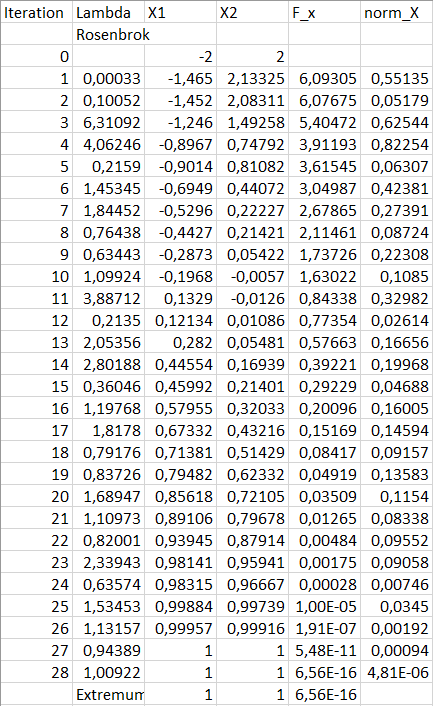 Iteration Lambda X1 X2 F_x norm_X
Rosenbrok
0 -2 2
1 0,00033 -1,465 2,13325 6,09305 0,55135
2 0,10052 -1,452 2,08311 6,07675 0,05179
3 6,31092 -1,246 1,49258 5,40472 0,62544
4 4,06246 -0,8967 0,74792 3,91193 0,82254
5 0,2159 -0,9014 0,81082 3,61545 0,06307
6 1,45345 -0,6949 0,44072 3,04987 0,42381
7 1,84452 -0,5296 0,22227 2,67865 0,27391
8 0,76438 -0,4427 0,21421 2,11461 0,08724
9 0,63443 -0,2873 0,05422 1,73726 0,22308
10 1,09924 -0,1968 -0,0057 1,63022 0,1085
11 3,88712 0,1329 -0,0126 0,84338 0,32982
12 0,2135 0,12134 0,01086 0,77354 0,02614
13 2,05356 0,282 0,05481 0,57663 0,16656
14 2,80188 0,44554 0,16939 0,39221 0,19968
15 0,36046 0,45992 0,21401 0,29229 0,04688
16 1,19768 0,57955 0,32033 0,20096 0,16005
17 1,8178 0,67332 0,43216 0,15169 0,14594
18 0,79176 0,71381 0,51429 0,08417 0,09157
19 0,83726 0,79482 0,62332 0,04919 0,13583
20 1,68947 0,85618 0,72105 0,03509 0,1154
21 1,10973 0,89106 0,79678 0,01265 0,08338
22 0,82001 0,93945 0,87914 0,00484 0,09552
23 2,33943 0,98141 0,95941 0,00175 0,09058
24 0,63574 0,98315 0,96667 0,00028 0,00746
25 1,53453 0,99884 0,99739 1,00E-05 0,0345
26 1,13157 0,99957 0,99916 1,91E-07 0,00192
27 0,94389 1 1 5,48E-11 0,00094
28 1,00922 1 1 6,56E-16 4,81E-06
Extremum 1 1 6,56E-16